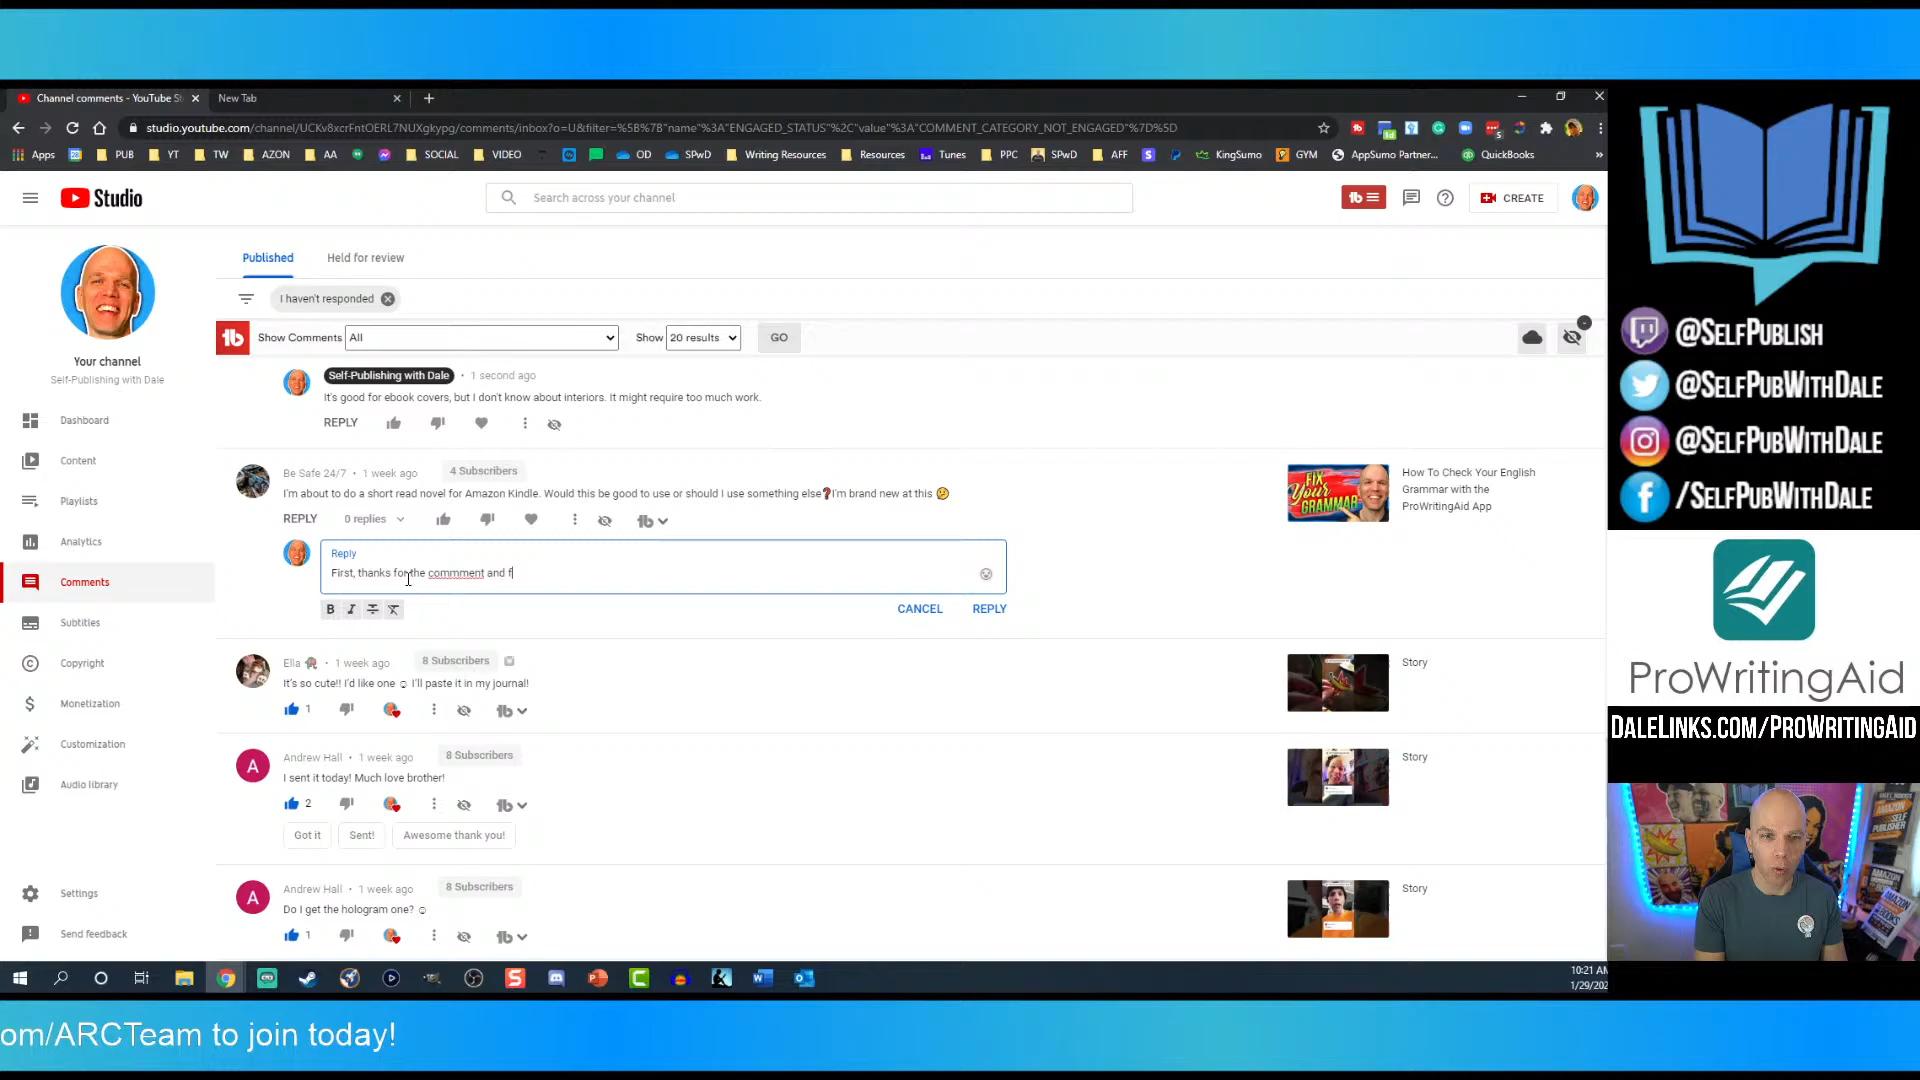 Channel comments - YouTube St
New Tab
studio.youtube.com/channel/UCKv8xcrFntOERL7NUXgkypg/comments/inbox?o=U&filter=%5B%7B"name"%3A"ENGAGED_STATUS"%2C"value"%3A"COMMENT_CATEGORY_NOT_ENGAGED"%7D%5D
Apps PUB YT TW AZON AA SOCIAL VIDEO OD SPwD Writing Resources Resources Tunes PPC SPwD AFF KingSumo GYM AppSumo Partner... QuickBooks »
Studio
Search across your channel
CREATE
Published
Held for review
I haven't responded
Show Comments All Show 20 results GO
Your channel
Self-Publishing with Dale
Dashboard
Content
Playlists
Analytics
Comments
Subtitles
Copyright
Monetization
Customization
Audio library
Settings
Send feedback
Self-Publishing with Dale • 1 second ago
It's good for ebook covers, but I don't know about interiors. It might require too much work.
REPLY
Be Safe 24/7 • 1 week ago 4 Subscribers
I'm about to do a short read novel for Amazon Kindle. Would this be good to use or should I use something else❓I'm brand new at this 🤔
REPLY 0 replies
How To Check Your English
Grammar with the
ProWritingAid App
FIX
Your
GRAMMAR
Reply
First, thanks for the commment and f
B I
CANCEL REPLY
Ella • 1 week ago 8 Subscribers
It's so cute!! I'd like one ☺ I'll paste it in my journal!
1
Story
Andrew Hall • 1 week ago 8 Subscribers
I sent it today! Much love brother!
2
Got it Sent! Awesome thank you!
Story
A
Andrew Hall • 1 week ago 8 Subscribers
Do I get the hologram one? ☺
1
Story
A
10:21 AM
1/29/202
@SelfPublish
@SelfPubWithDale
@SelfPubWithDale
/SelfPubWithDale
ProWritingAid
DaleLinks.com/ProWritingAid
om/ARCTeam to join today!